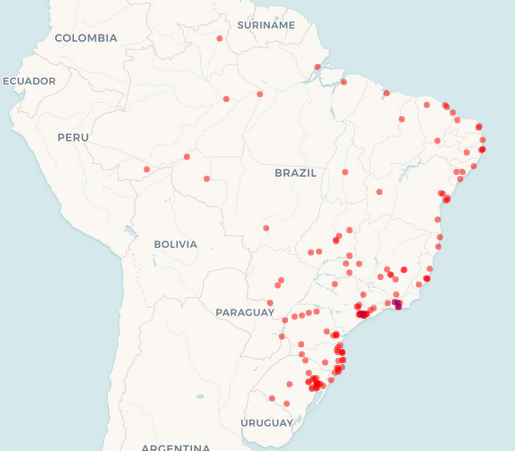 SURINAME
COLOMBIA
ECUADOR
PERU
BRAZIL
BOLIVIA
PARAGUAY
URUGUAY
ARGENTINA